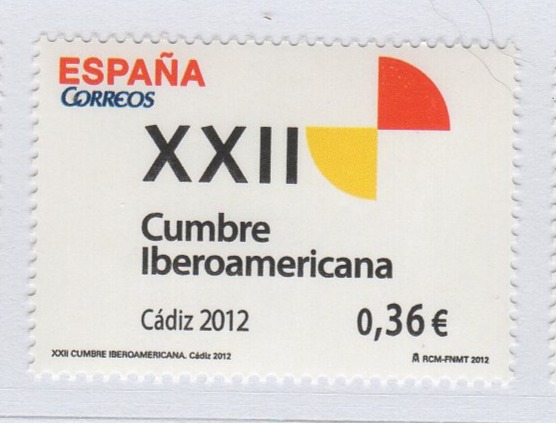 ESPAÑA
CORREOS
XXII
Cumbre
Iberoamericana
Cádiz 2012
0,36 €
XXII CUMBRE IBEROAMERICANA. Cádiz 2012
RCM-FNMT 2012